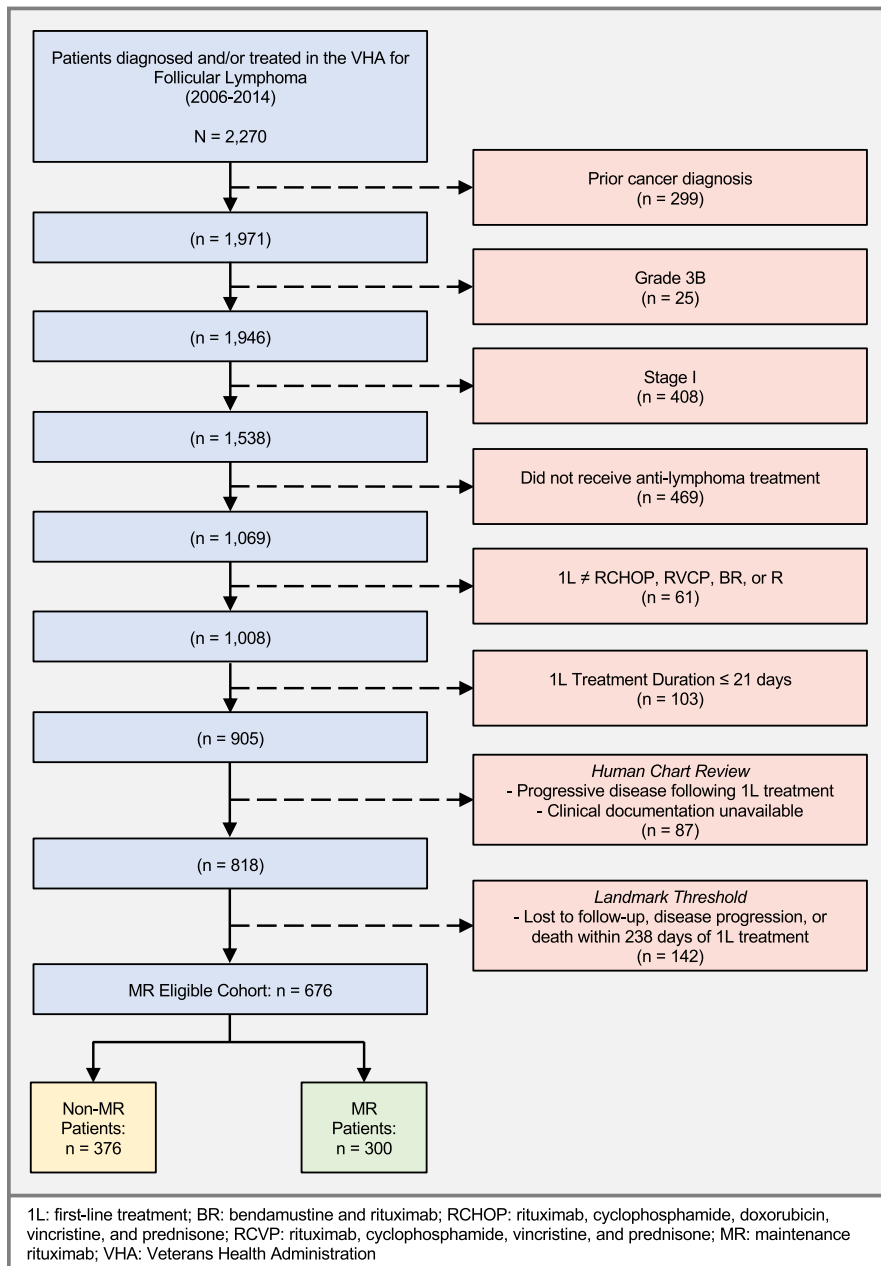 Patients diagnosed and/or treated in the VHA for
Follicular Lymphoma
(2006-2014)
N = 2,270
Prior cancer diagnosis
(n = 299)
(n = 1,971)
Grade 3B
(n = 25)
(n = 1,946)
Stage I
(n = 408)
(n = 1,538)
Did not receive anti-lymphoma treatment
(n = 469)
(n = 1,069)
1L ≠ RCHOP, RVCP, BR, or R
(n = 61)
(n = 1,008)
1L Treatment Duration ≤ 21 days
(n = 103)
(n = 905)
Human Chart Review
- Progressive disease following 1L treatment
- Clinical documentation unavailable
(n = 87)
(n = 818)
Landmark Threshold
- Lost to follow-up, disease progression, or
death within 238 days of 1L treatment
(n = 142)
MR Eligible Cohort: n = 676
Non-MR
Patients:
n = 376
MR
Patients:
n = 300
1L: first-line treatment; BR: bendamustine and rituximab; RCHOP: rituximab, cyclophosphamide, doxorubicin,
vincristine, and prednisone; RCVP: rituximab, cyclophosphamide, vincristine, and prednisone; MR: maintenance
rituximab; VHA: Veterans Health Administration